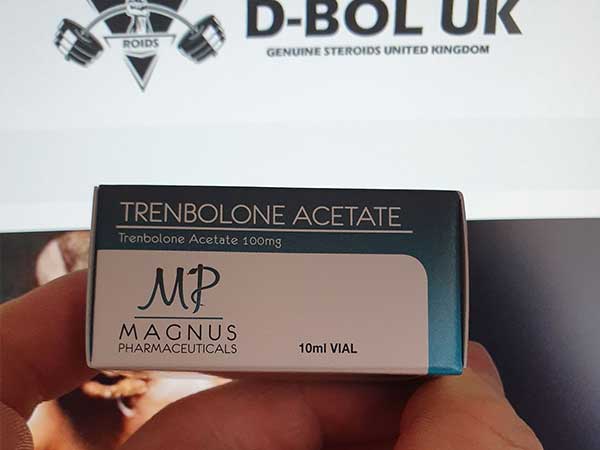 ROIDS
D-BOL UK
GENUINE STEROIDS UNITED KINGDOM
TRENBOLONE ACETATE
Trenbolone Acetate 100mg
MP
MAGNUS
PHARMACEUTICALS
10ml VIAL